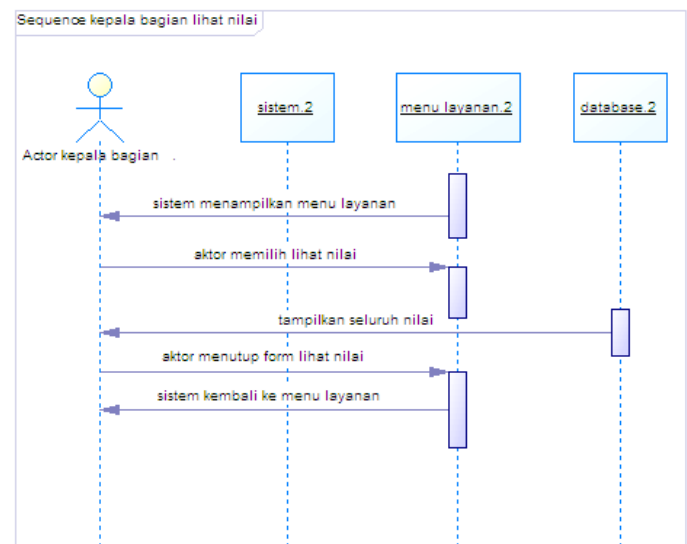 Sequence kepala bagian lihat nilai
sistem.2
menu layanan.2
database.2
Actor kepala bagian .
sistem menampilkan menu layanan
aktor memilih lihat nilai
tampilkan seluruh nilai
aktor menutup form lihat nilai
sistem kembali ke menu layanan